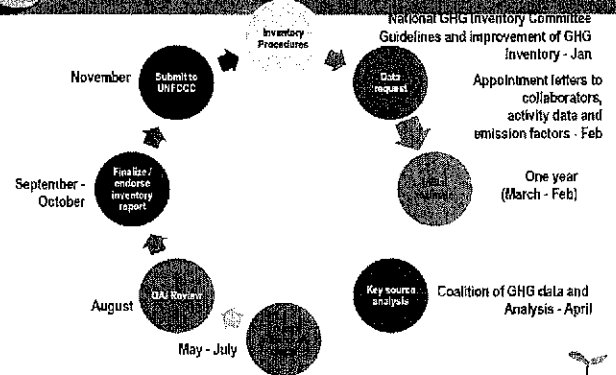 Inventory
Procedures
National GHG Inventory Committee
Guidelines and improvement of GHG
Inventory - Jan
Data
request
Appointment letters to
collaborators,
activity data and
emission factors - Feb
One year
(March - Feb)
Key source
analysis
Coalition of GHG data and
Analysis - April
May - July
QA/ Review
August
Finalize /
endorse
inventory
report
September -
October
Submit to
UNFCCC
November